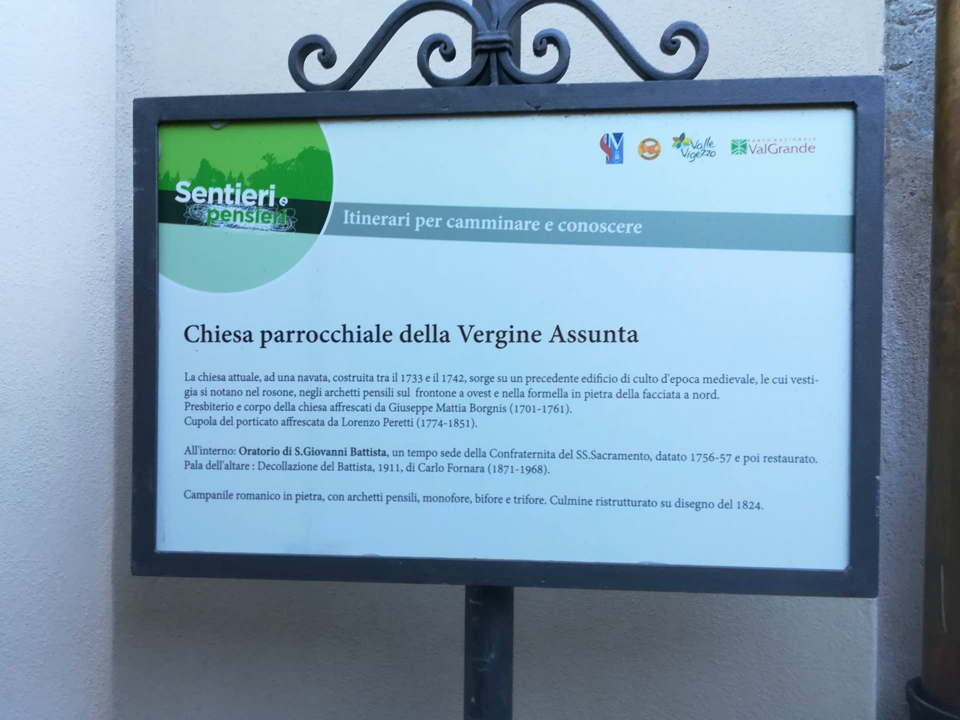 Valle
Vigezzo
PARCO NAZIONALE
ValGrande
Sentieri e
pensieri
Itinerari per camminare e conoscere
Chiesa parrocchiale della Vergine Assunta
La chiesa attuale, ad una navata, costruita tra il 1733 e il 1742, sorge su un precedente edificio di culto d'epoca medievale, le cui vesti-
gia si notano nel rosone, negli archetti pensili sul frontone a ovest e nella formella in pietra della facciata a nord.
Presbiterio e corpo della chiesa affrescati da Giuseppe Mattia Borgnis (1701-1761).
Cupola del porticato affrescata da Lorenzo Peretti (1774-1851).
All'interno: Oratorio di S.Giovanni Battista, un tempo sede della Confraternita del SS.Sacramento, datato 1756-57 e poi restaurato.
Pala dell'altare : Decollazione del Battista, 1911, di Carlo Fornara (1871-1968).
Campanile romanico in pietra, con archetti pensili, monofore, bifore e trifore. Culmine ristrutturato su disegno del 1824.